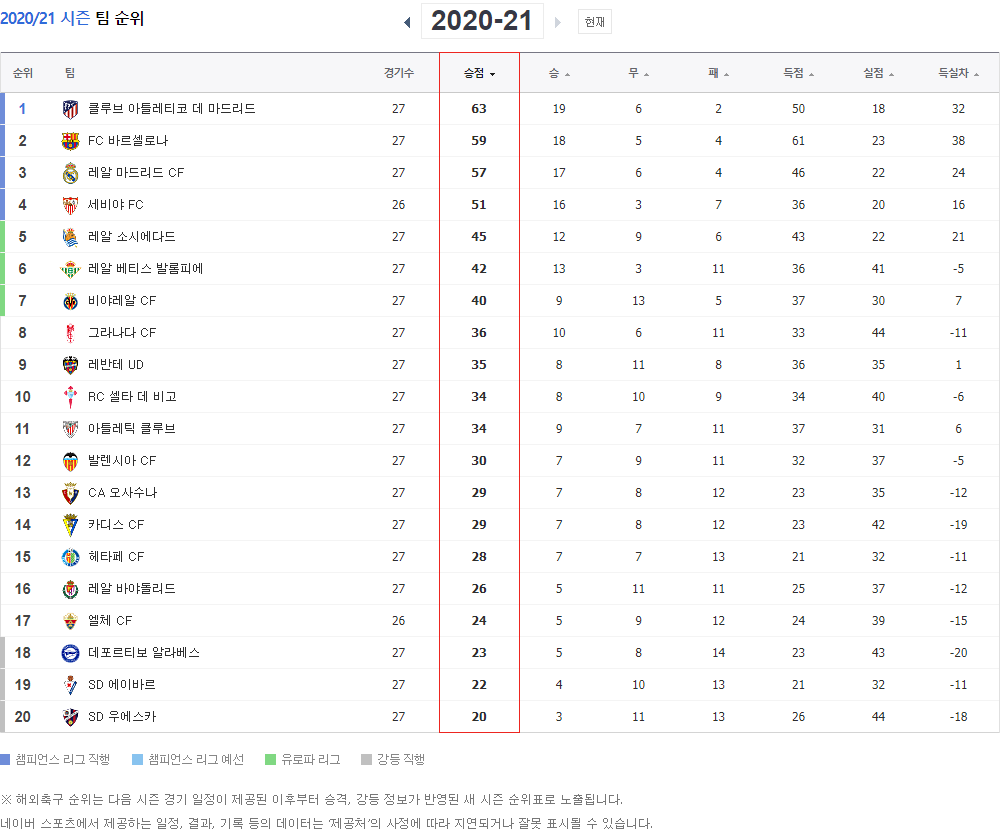 2020/21 시즌 팀 순위
2020-21 현재
순위 팀 경기수 승점 승 무 패 득점 실점 득실차
1 클루브 아틀레티코 데 마드리드 27 63 19 6 2 50 18 32
2 FC 바르셀로나 27 59 18 5 4 61 23 38
3 레알 마드리드 CF 27 57 17 6 4 46 22 24
4 세비야 FC 26 51 16 3 7 36 20 16
5 레알 소시에다드 27 45 12 9 6 43 22 21
6 레알 베티스 발롬피에 27 42 13 3 11 36 41 -5
7 비야레알 CF 27 40 9 13 5 37 30 7
8 그라나다 CF 27 36 10 6 11 33 44 -11
9 레반테 UD 27 35 8 11 8 36 35 1
10 RC 셀타 데 비고 27 34 8 10 9 34 40 -6
11 아틀레틱 클루브 27 34 9 7 11 37 31 6
12 발렌시아 CF 27 30 7 9 11 32 37 -5
13 CA 오사수나 27 29 7 8 12 23 35 -12
14 카디스 CF 27 29 7 8 12 23 42 -19
15 헤타페 CF 27 28 7 7 13 21 32 -11
16 레알 바야돌리드 27 26 5 11 11 25 37 -12
17 엘체 CF 26 24 5 9 12 24 39 -15
18 데포르티보 알라베스 27 23 5 8 14 23 43 -20
19 SD 에이바르 27 22 4 10 13 21 32 -11
20 SD 우에스카 27 20 3 11 13 26 44 -18
챔피언스 리그 직행 챔피언스 리그 예선 유로파 리그 강등 직행
※ 해외축구 순위는 다음 시즌 경기 일정이 제공된 이후부터 승격, 강등 정보가 반영된 새 시즌 순위표로 노출됩니다.
네이버 스포츠에서 제공하는 일정, 결과, 기록 등의 데이터는 '제공처'의 사정에 따라 지연되거나 잘못 표시될 수 있습니다.